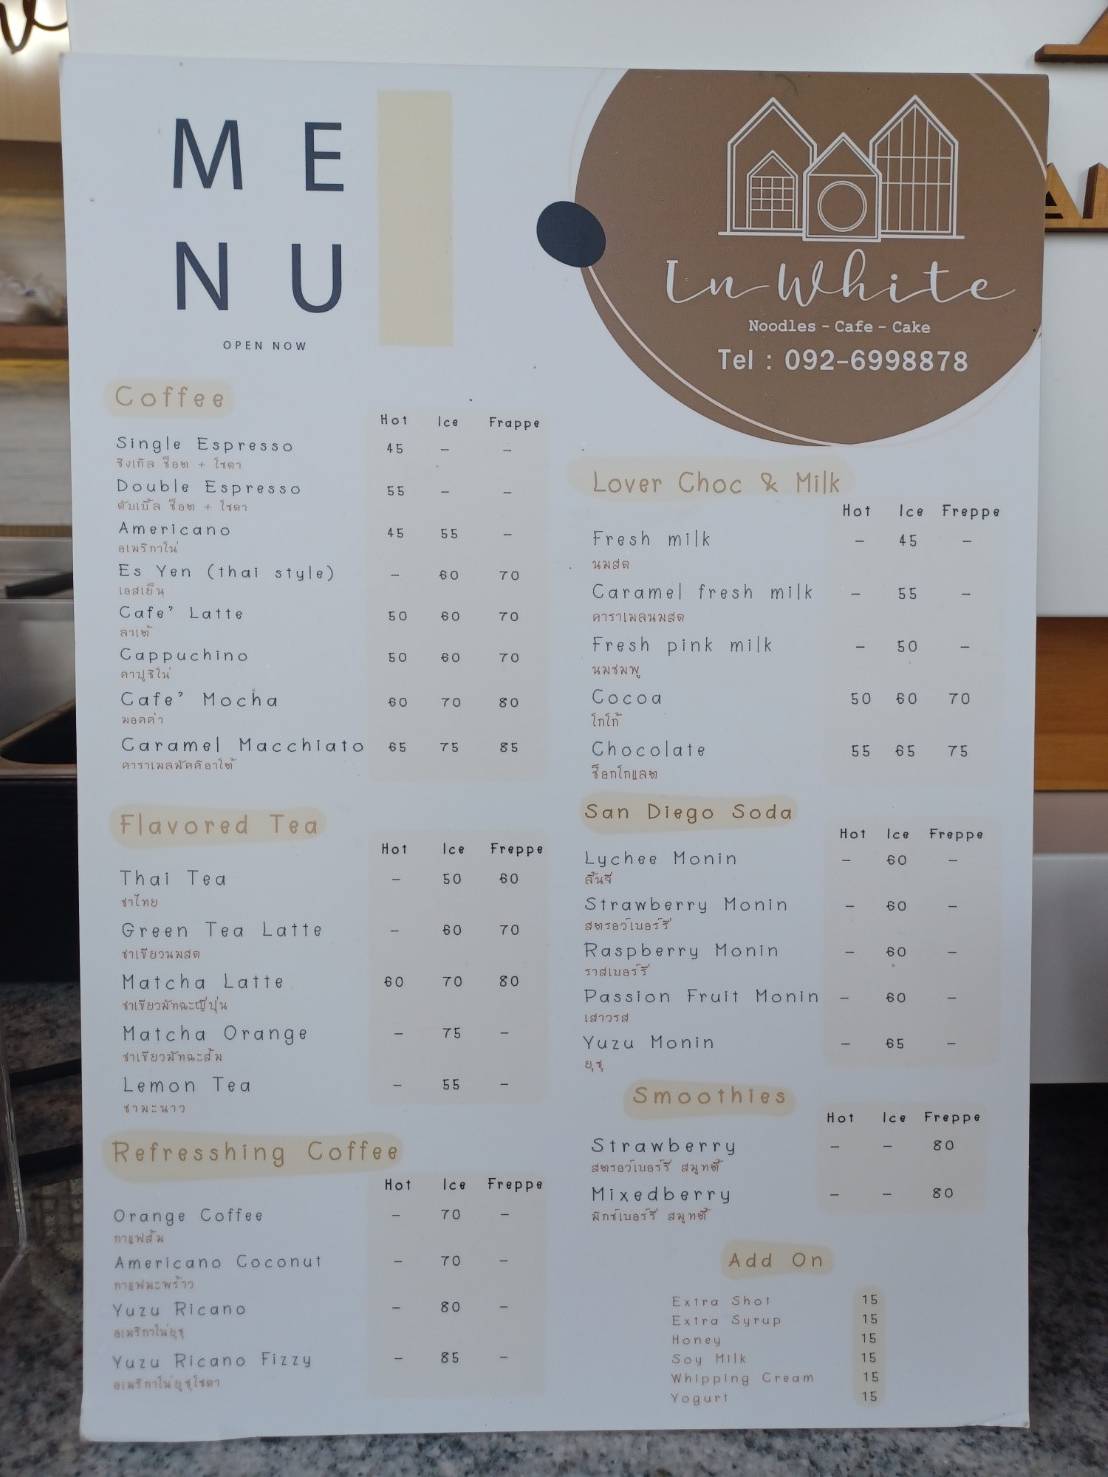 M E
N U
OPEN NOW
In White
Noodles - Cafe - Cake
Tel : 092-6998878
Coffee
Hot Ice Frappe
Single Espresso 45 - -
ซิงเกิล ช็อท + โซดา
Double Espresso 55 - -
ดับเบิ้ล ช็อท + โซดา
Americano 45 55 -
อเมริกาโน่
Es Yen (thai style) - 60 70
เอสเย็น
Cafe' Latte 50 60 70
ลาเต้
Cappuchino 50 60 70
คาปูชิโน่
Cafe' Mocha 60 70 80
มอคค่า
Caramel Macchiato 65 75 85
คาราเมลมัคคิอาโต้
Flavored Tea
Hot Ice Freppe
Thai Tea - 50 60
ชาไทย
Green Tea Latte - 60 70
ชาเขียวนมสด
Matcha Latte 60 70 80
ชาเขียวมัทฉะญี่ปุ่น
Matcha Orange - 75 -
ชาเขียวมัทฉะส้ม
Lemon Tea - 55 -
ชามะนาว
Refresshing Coffee
Hot Ice Freppe
Orange Coffee - 70 -
กาแฟส้ม
Americano Coconut - 70 -
กาแฟมะพร้าว
Yuzu Ricano - 80 -
อเมริกาโน่ยูซุ
Yuzu Ricano Fizzy - 85 -
อเมริกาโน่ยูซุโซดา
Lover Choc & Milk
Hot Ice Freppe
Fresh milk - 45 -
นมสด
Caramel fresh milk - 55 -
คาราเมลนมสด
Fresh pink milk - 50 -
นมชมพู
Cocoa 50 60 70
โกโก้
Chocolate 55 65 75
ช็อกโกแลต
San Diego Soda
Hot Ice Freppe
Lychee Monin - 60 -
ลิ้นจี่
Strawberry Monin - 60 -
สตรอว์เบอร์รี่
Raspberry Monin - 60 -
ราสเบอร์รี่
Passion Fruit Monin - 60 -
เสาวรส
Yuzu Monin - 65 -
ยูซุ
Smoothies
Hot Ice Freppe
Strawberry - - 80
สตรอว์เบอร์รี่ สมูทตี้
Mixedberry - - 80
มิกซ์เบอร์รี่ สมูทตี้
Add On
Extra Shot 15
Extra Syrup 15
Honey 15
Soy Milk 15
Whipping Cream 15
Yogurt 15